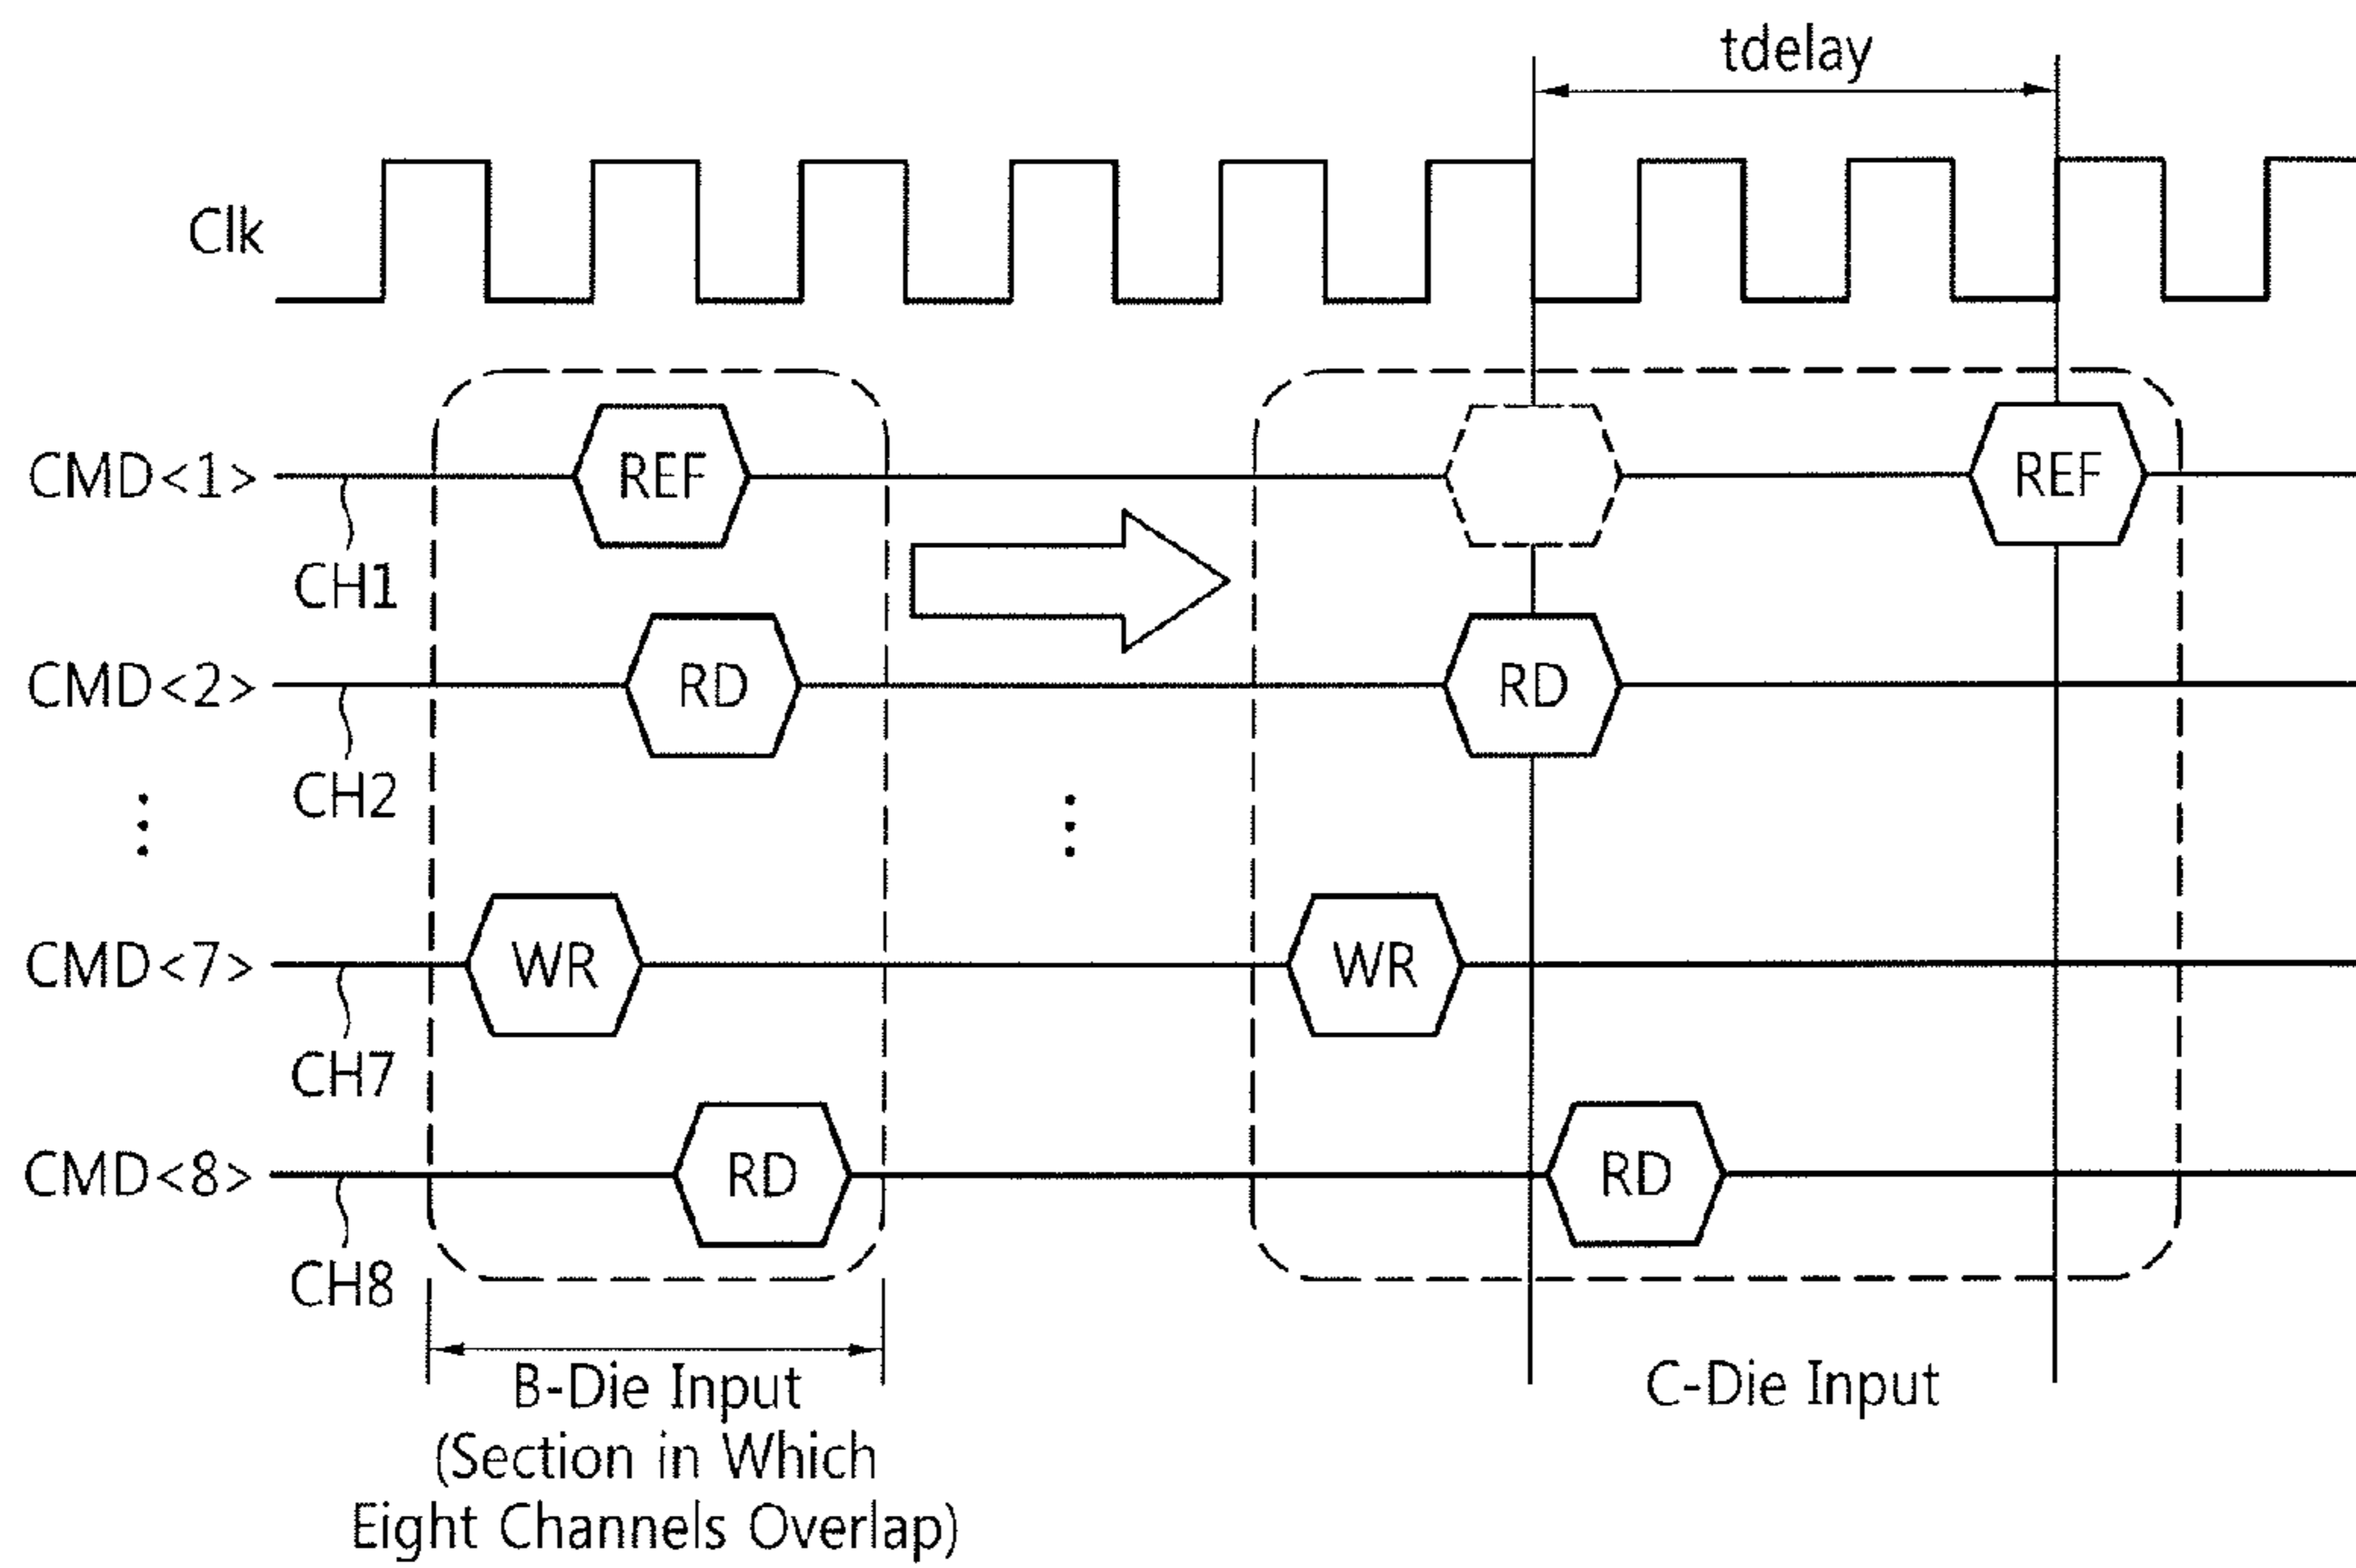 tdelay
Clk
CMD<1>
REF
REF
CH1
CMD<2>
RD
RD
CH2
CMD<7>
WR
WR
CH7
CMD<8>
RD
RD
CH8
B-Die Input
(Section in Which
Eight Channels Overlap)
C-Die Input